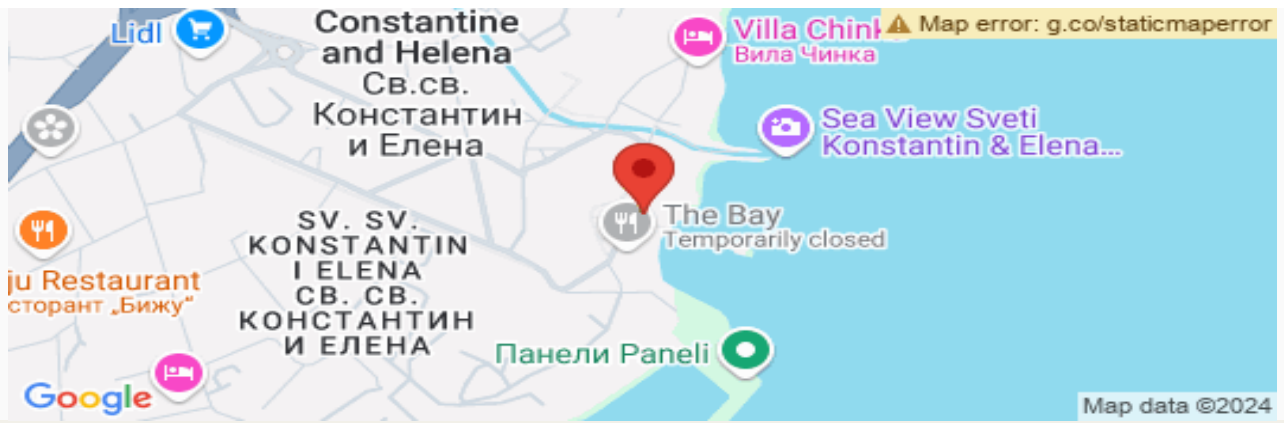 Lidl
Constantine
and Helena
Св.св.
Константин
и Елена
Villa Chink
Вила Чинка
Map error: g.co/staticmaperror
Sea View Sveti
Konstantin & Elena...
SV. SV.
KONSTANTIN
I ELENA
СВ. СВ.
КОНСТАНТИН
И ЕЛЕНА
The Bay
Temporarily closed
ju Restaurant
сторант „Бижу“
Панели Paneli
Google
Map data ©2024